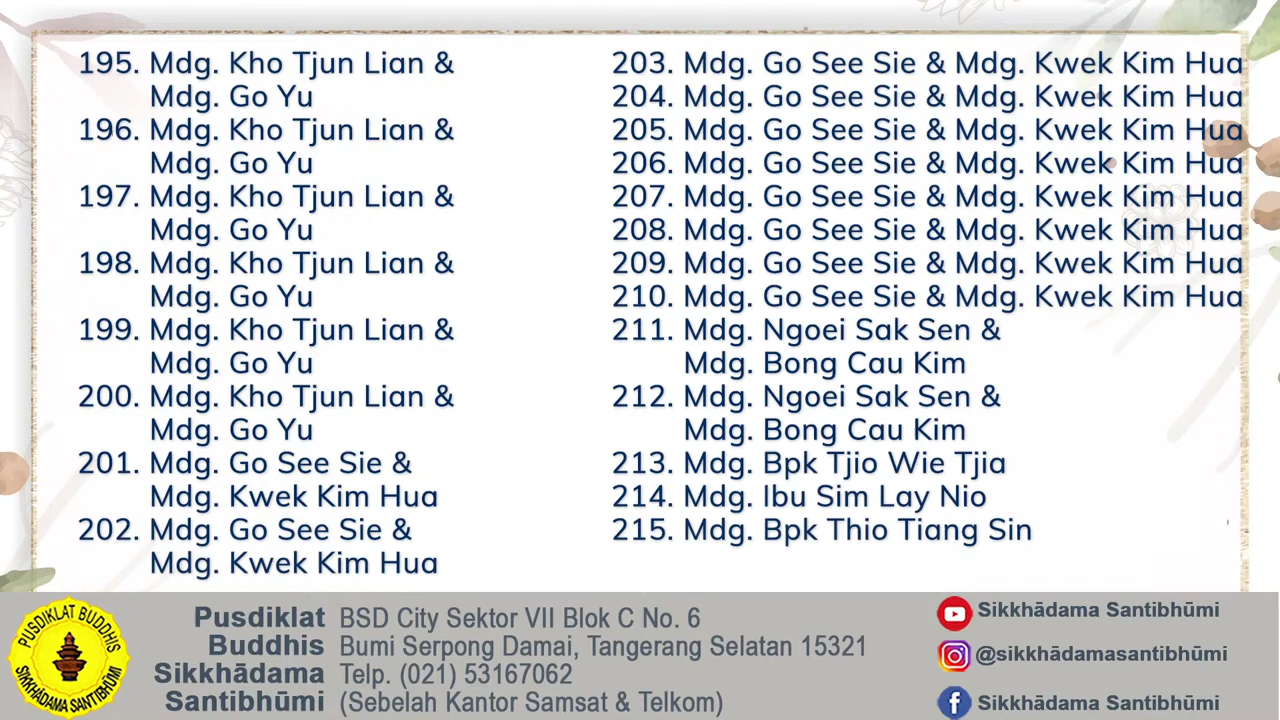 195. Mdg. Kho Tjun Lian &
Mdg. Go Yu
196. Mdg. Kho Tjun Lian &
Mdg. Go Yu
197. Mdg. Kho Tjun Lian &
Mdg. Go Yu
198. Mdg. Kho Tjun Lian &
Mdg. Go Yu
199. Mdg. Kho Tjun Lian &
Mdg. Go Yu
200. Mdg. Kho Tjun Lian &
Mdg. Go Yu
201. Mdg. Go See Sie &
Mdg. Kwek Kim Hua
202. Mdg. Go See Sie &
Mdg. Kwek Kim Hua
203. Mdg. Go See Sie & Mdg. Kwek Kim Hua
204. Mdg. Go See Sie & Mdg. Kwek Kim Hua
205. Mdg. Go See Sie & Mdg. Kwek Kim Hua
206. Mdg. Go See Sie & Mdg. Kwek Kim Hua
207. Mdg. Go See Sie & Mdg. Kwek Kim Hua
208. Mdg. Go See Sie & Mdg. Kwek Kim Hua
209. Mdg. Go See Sie & Mdg. Kwek Kim Hua
210. Mdg. Go See Sie & Mdg. Kwek Kim Hua
211. Mdg. Ngoei Sak Sen &
Mdg. Bong Cau Kim
212. Mdg. Ngoei Sak Sen &
Mdg. Bong Cau Kim
213. Mdg. Bpk Tjio Wie Tjia
214. Mdg. Ibu Sim Lay Nio
215. Mdg. Bpk Thio Tiang Sin
PUSDIKLAT BUDDHIS
SIKKHĀDAMA SANTIBHŪMI
Pusdiklat
Buddhis
Sikkhādama
Santibhūmi
BSD City Sektor VII Blok C No. 6
Bumi Serpong Damai, Tangerang Selatan 15321
Telp. (021) 53167062
(Sebelah Kantor Samsat & Telkom)
Sikkhādama Santibhūmi
@sikkhādamasantibhūmi
Sikkhādama Santibhūmi